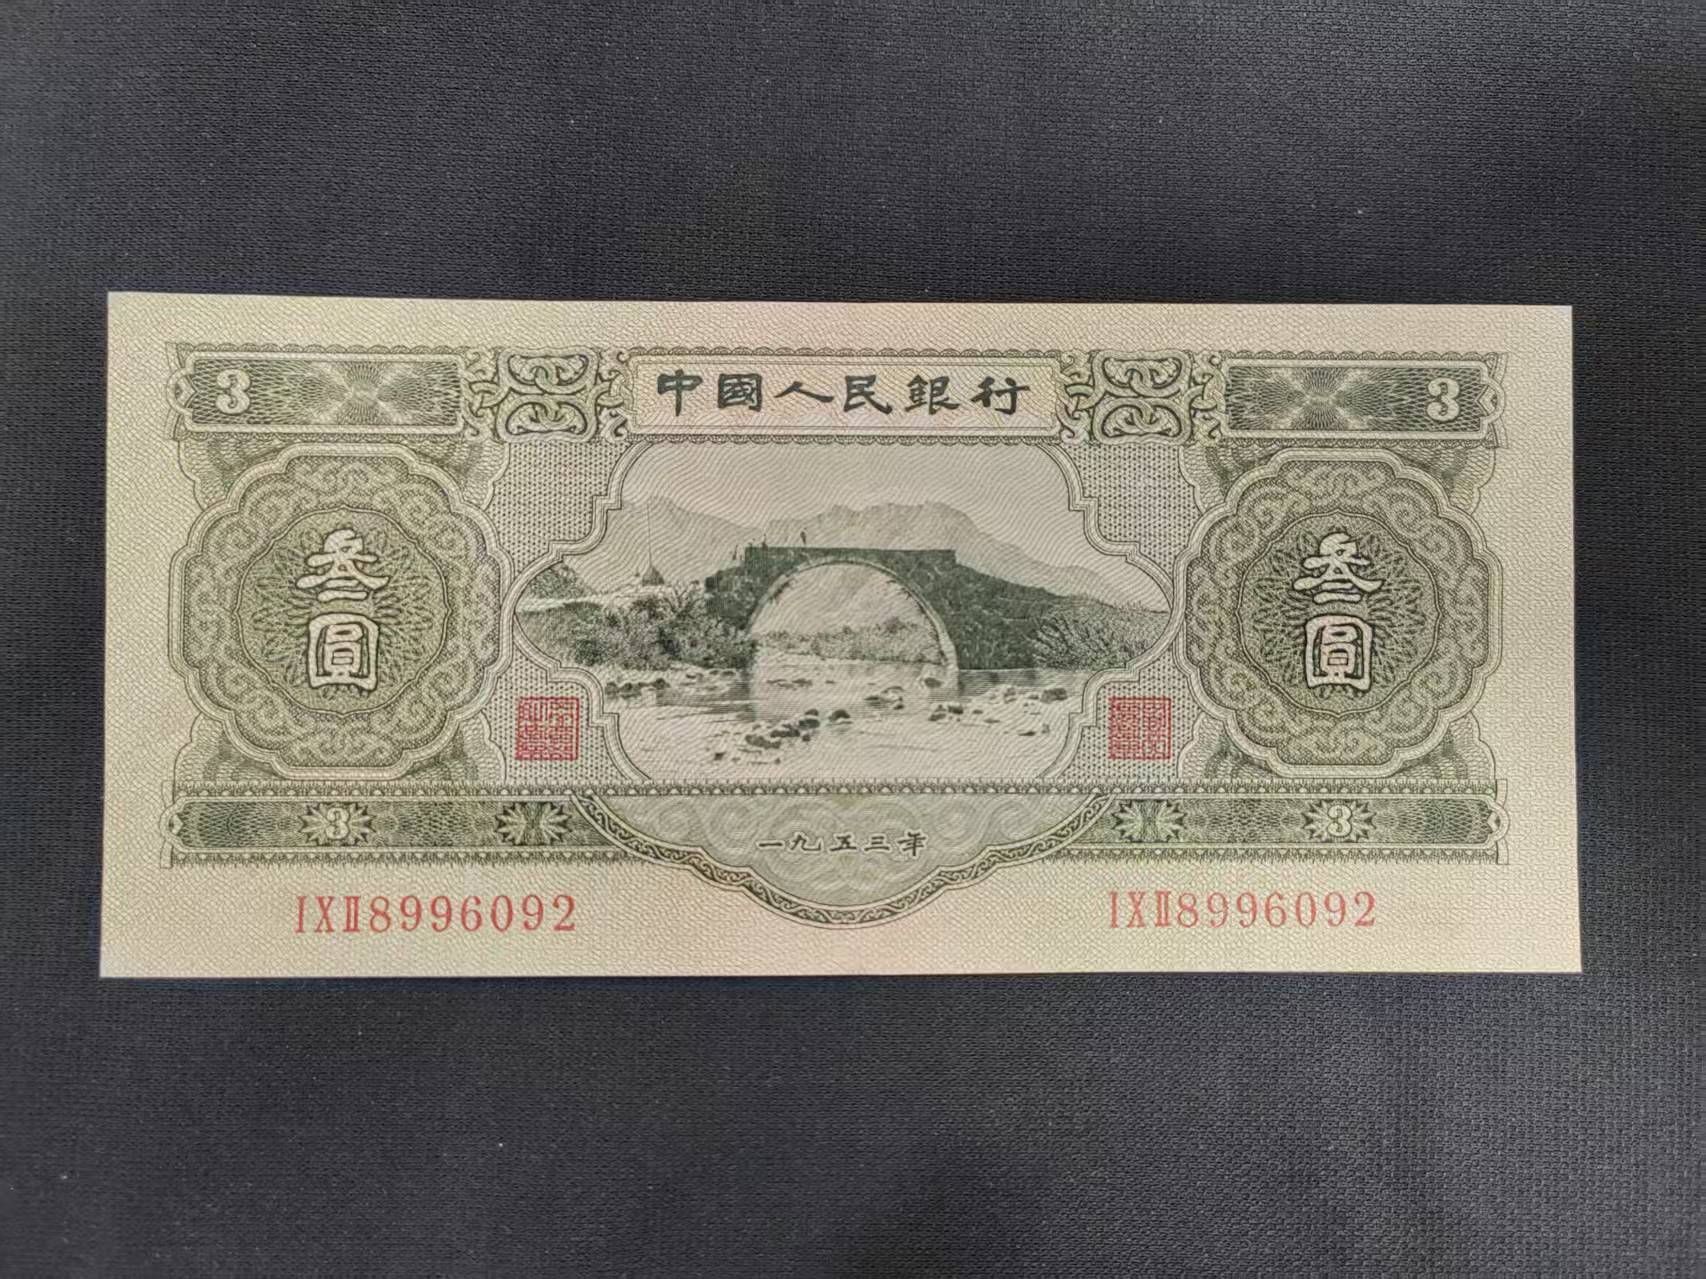 3 中國人民銀行 3
叁圓 叁圓
3 一九五三年 3
ⅠⅩⅡ8996092 ⅠⅩⅡ8996092